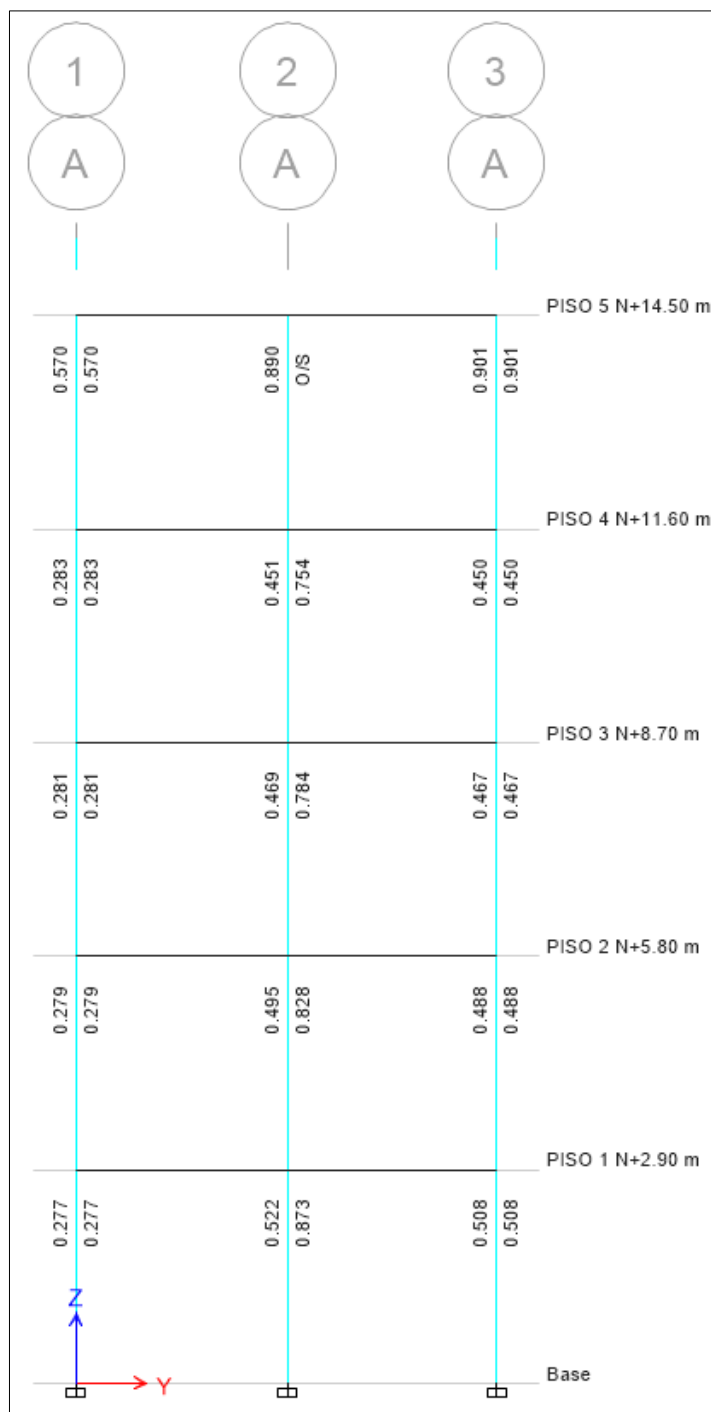 1 2 3
A A A
PISO 5 N+14.50 m
0.570 0.570 0.890 O/S 0.901 0.901
PISO 4 N+11.60 m
0.283 0.283 0.451 0.754 0.450 0.450
PISO 3 N+8.70 m
0.281 0.281 0.469 0.784 0.467 0.467
PISO 2 N+5.80 m
0.279 0.279 0.495 0.828 0.488 0.488
PISO 1 N+2.90 m
0.277 0.277 0.522 0.873 0.508 0.508
Z
Y
Base